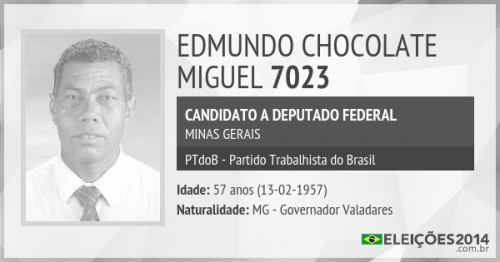 EDMUNDO CHOCOLATE
MIGUEL 7023
CANDIDATO A DEPUTADO FEDERAL
MINAS GERAIS
PTdoB - Partido Trabalhista do Brasil
Idade: 57 anos (13-02-1957)
Naturalidade: MG - Governador Valadares
ELEIÇÕES2014
.com.br